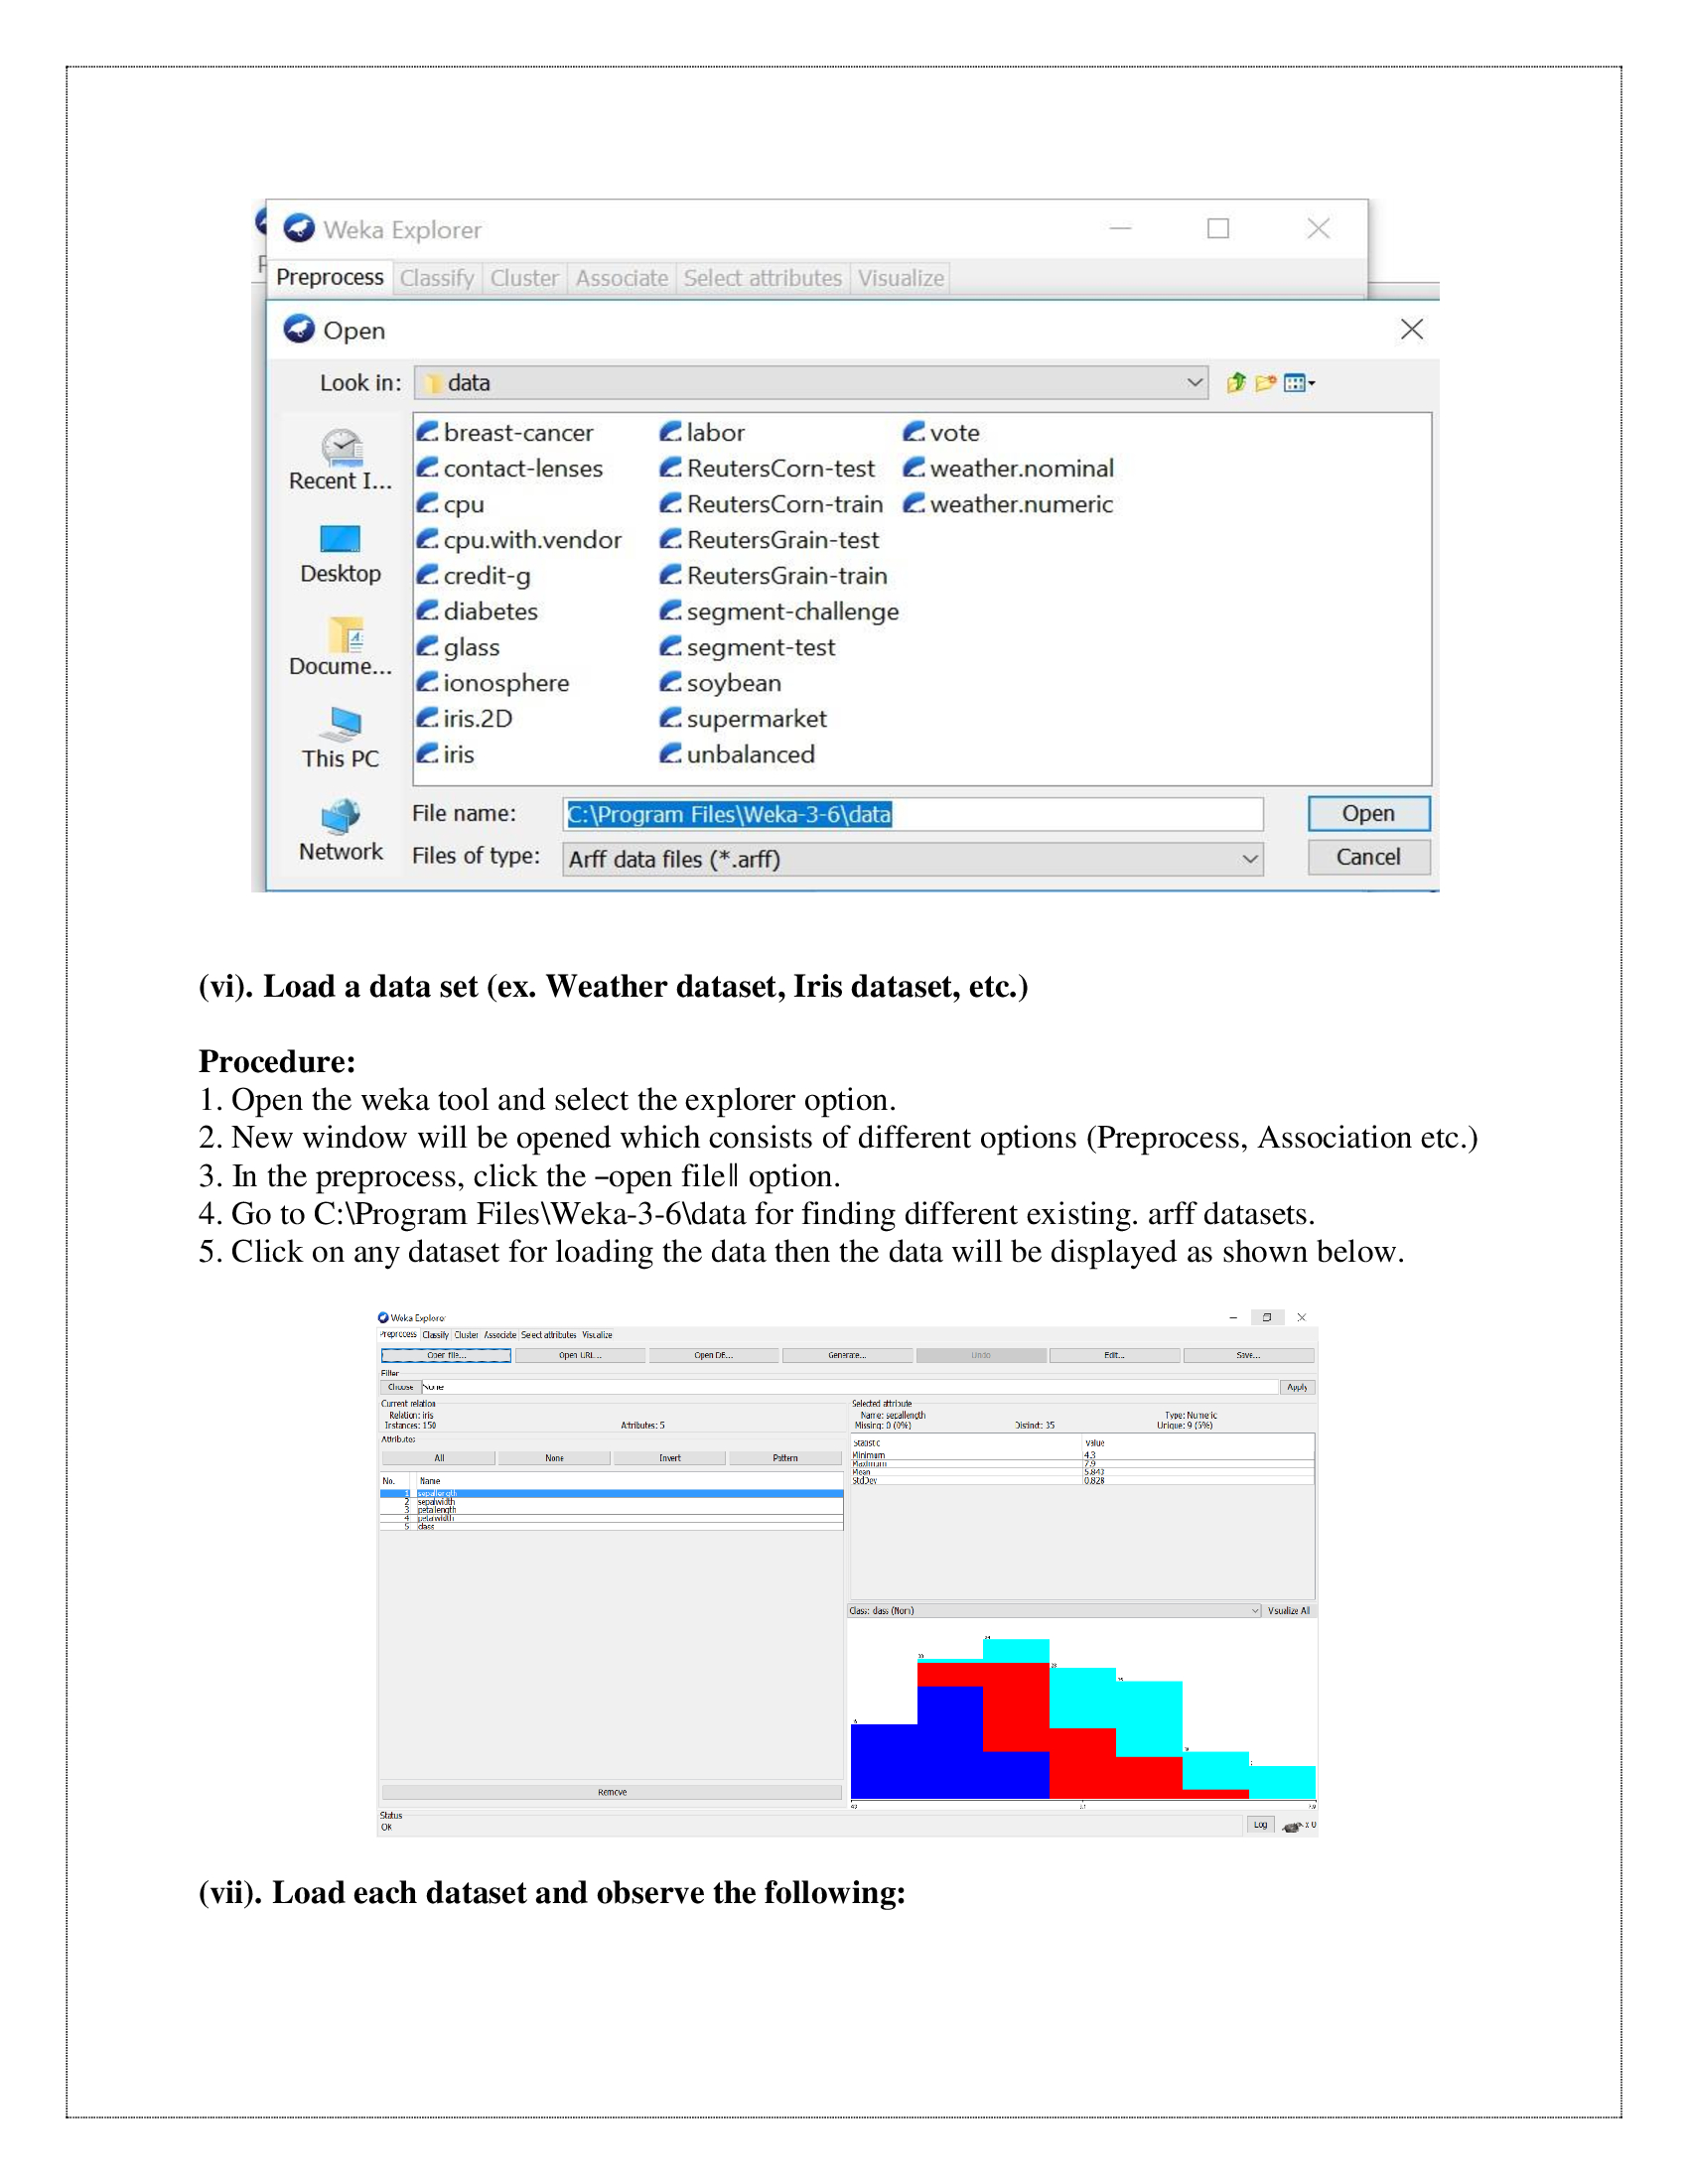 Weka Explorer
Preprocess Classify Cluster Associate Select attributes Visualize
Open
Look in: data
breast-cancer labor vote
contact-lenses ReutersCorn-test weather.nominal
cpu ReutersCorn-train weather.numeric
cpu.with.vendor ReutersGrain-test
credit-g ReutersGrain-train
diabetes segment-challenge
glass segment-test
ionosphere soybean
iris.2D supermarket
iris unbalanced
Recent I...
Desktop
Docume...
This PC
Network
File name: C:\Program Files\Weka-3-6\data Open
Files of type: Arff data files (*.arff) Cancel
(vi). Load a data set (ex. Weather dataset, Iris dataset, etc.)
Procedure:
1. Open the weka tool and select the explorer option.
2. New window will be opened which consists of different options (Preprocess, Association etc.)
3. In the preprocess, click the ―open file‖ option.
4. Go to C:\Program Files\Weka-3-6\data for finding different existing. arff datasets.
5. Click on any dataset for loading the data then the data will be displayed as shown below.
Weka Explorer
Preprocess Classify Cluster Associate Select attributes Visualize
Open file... Open URL... Open DB... Generate... Undo Edit... Save...
Filter
Choose None Apply
Current relation
Relation: iris
Instances: 150 Attributes: 5
Selected attribute
Name: sepallength Type: Numeric
Missing: 0 (0%) Distinct: 35 Unique: 9 (6%)
Attributes
All None Invert Pattern
No. Name
1 sepallength
2 sepalwidth
3 petallength
4 petalwidth
5 class
Statistic Value
Minimum 4.3
Maximum 7.9
Mean 5.843
StdDev 0.828
Class: class (Nom) Visualize All
Remove
Status
OK
Log x 0
(vii). Load each dataset and observe the following: